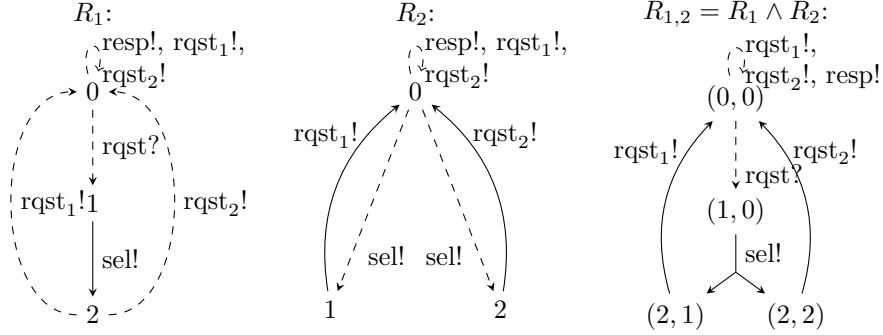 R₁:
resp!, rqst₁!,
rqst₂!
0
rqst?
rqst₁!
1
rqst₂!
sel!
2
R₂:
resp!, rqst₁!,
rqst₂!
0
rqst₁!
rqst₂!
sel!
sel!
1
2
R₁,₂ = R₁ ∧ R₂:
rqst₁!,
rqst₂!, resp!
(0, 0)
rqst₁!
rqst₂!
rqst?
(1, 0)
sel!
(2, 1)
(2, 2)